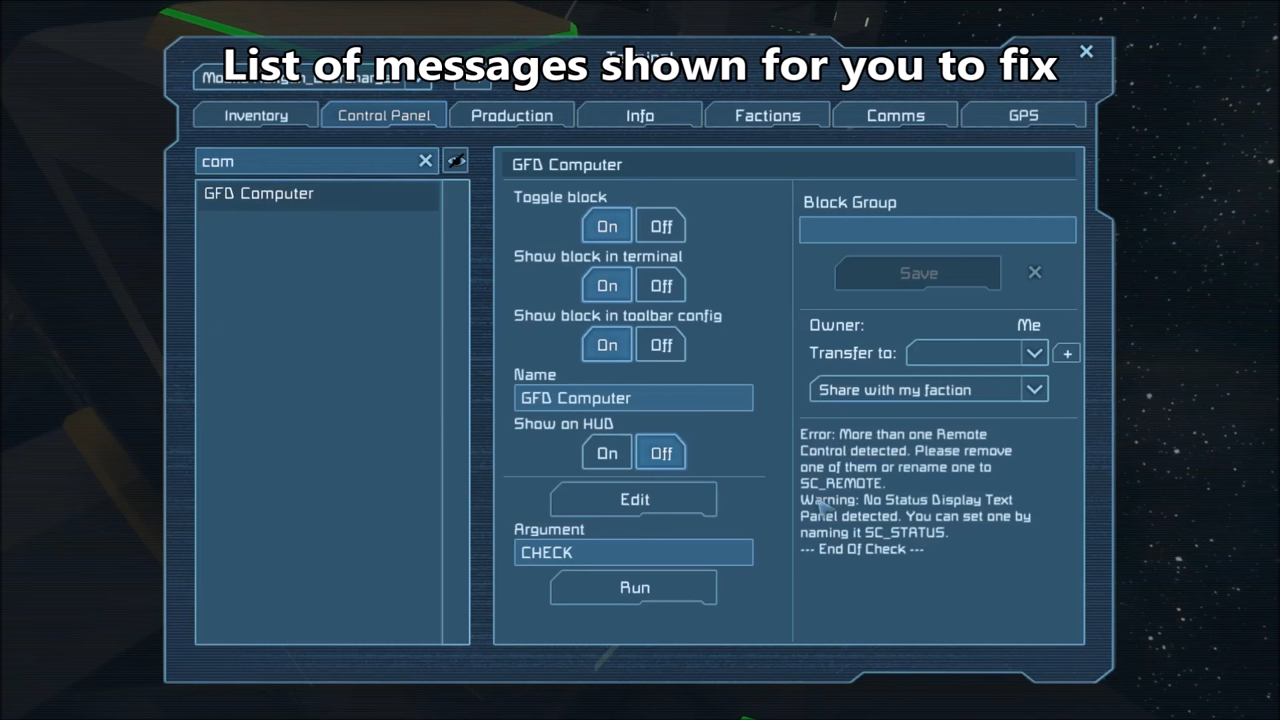 List of messages shown for you to fix
Inventory
Control Panel
Production
Info
Factions
Comms
GPS
com
GFD Computer
GFD Computer
Toggle block
On Off
Show block in terminal
On Off
Show block in toolbar config
On Off
Name
GFD Computer
Show on HUD
On Off
Edit
Argument
CHECK
Run
Block Group
Save
Owner: Me
Transfer to:
+
Share with my faction
Error: More than one Remote
Control detected. Please remove
one of them or rename one to
SC_REMOTE.
Warning: No Status Display Text
Panel detected. You can set one by
naming it SC_STATUS.
--- End Of Check ---